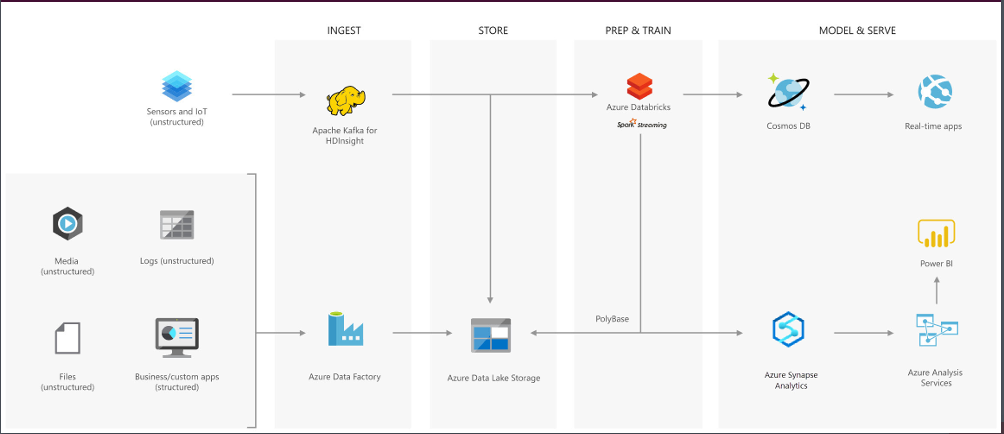 INGEST
STORE
PREP & TRAIN
MODEL & SERVE
Sensors and IoT
(unstructured)
Apache Kafka for
HDInsight
Azure Databricks
Spark Streaming
Cosmos DB
Real-time apps
Media
(unstructured)
Logs (unstructured)
Power BI
Files
(unstructured)
Business/custom apps
(structured)
Azure Data Factory
Azure Data Lake Storage
PolyBase
Azure Synapse
Analytics
Azure Analysis
Services